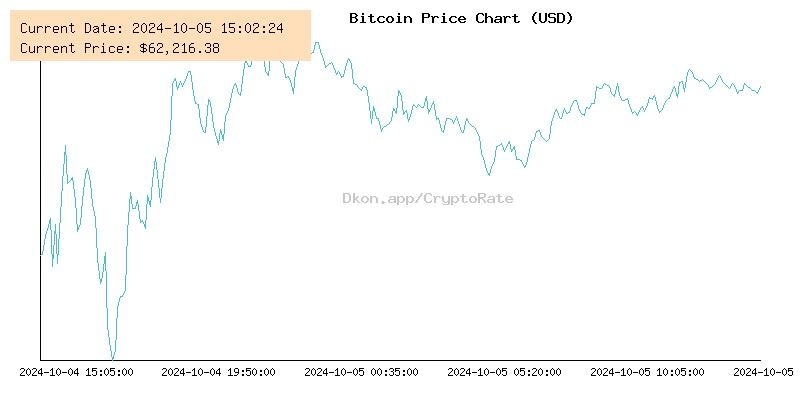 Bitcoin Price Chart (USD)
Current Date: 2024-10-05 15:02:24
Current Price: $62,216.38
Dkon.app/CryptoRate
2024-10-04 15:05:00 2024-10-04 19:50:00 2024-10-05 00:35:00 2024-10-05 05:20:00 2024-10-05 10:05:00 2024-10-05